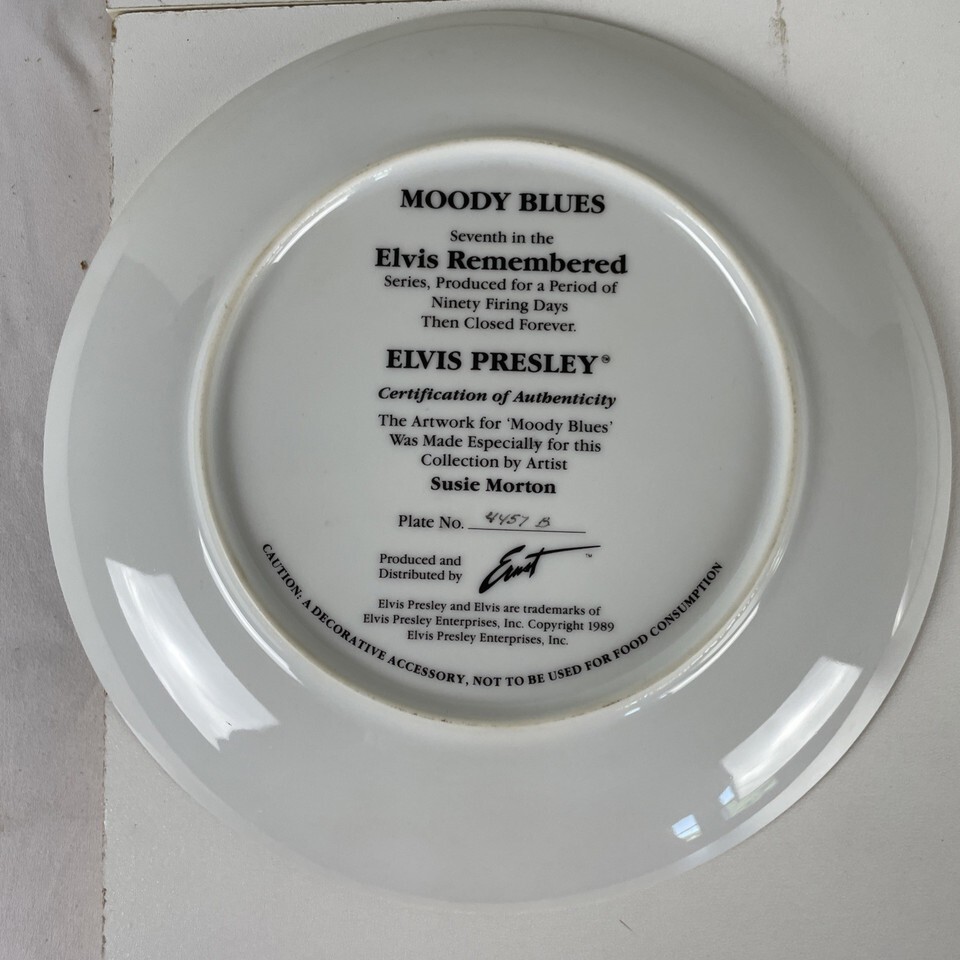 MOODY BLUES
Seventh in the
Elvis Remembered
Series, Produced for a Period of
Ninety Firing Days
Then Closed Forever.
ELVIS PRESLEY™
Certification of Authenticity
The Artwork for 'Moody Blues'
Was Made Especially for this
Collection by Artist
Susie Morton
Plate No. 4457 B
Produced and
Distributed by
Ernst ™
Elvis Presley and Elvis are trademarks of
Elvis Presley Enterprises, Inc. Copyright 1989
Elvis Presley Enterprises, Inc.
CAUTION: A DECORATIVE ACCESSORY, NOT TO BE USED FOR FOOD CONSUMPTION